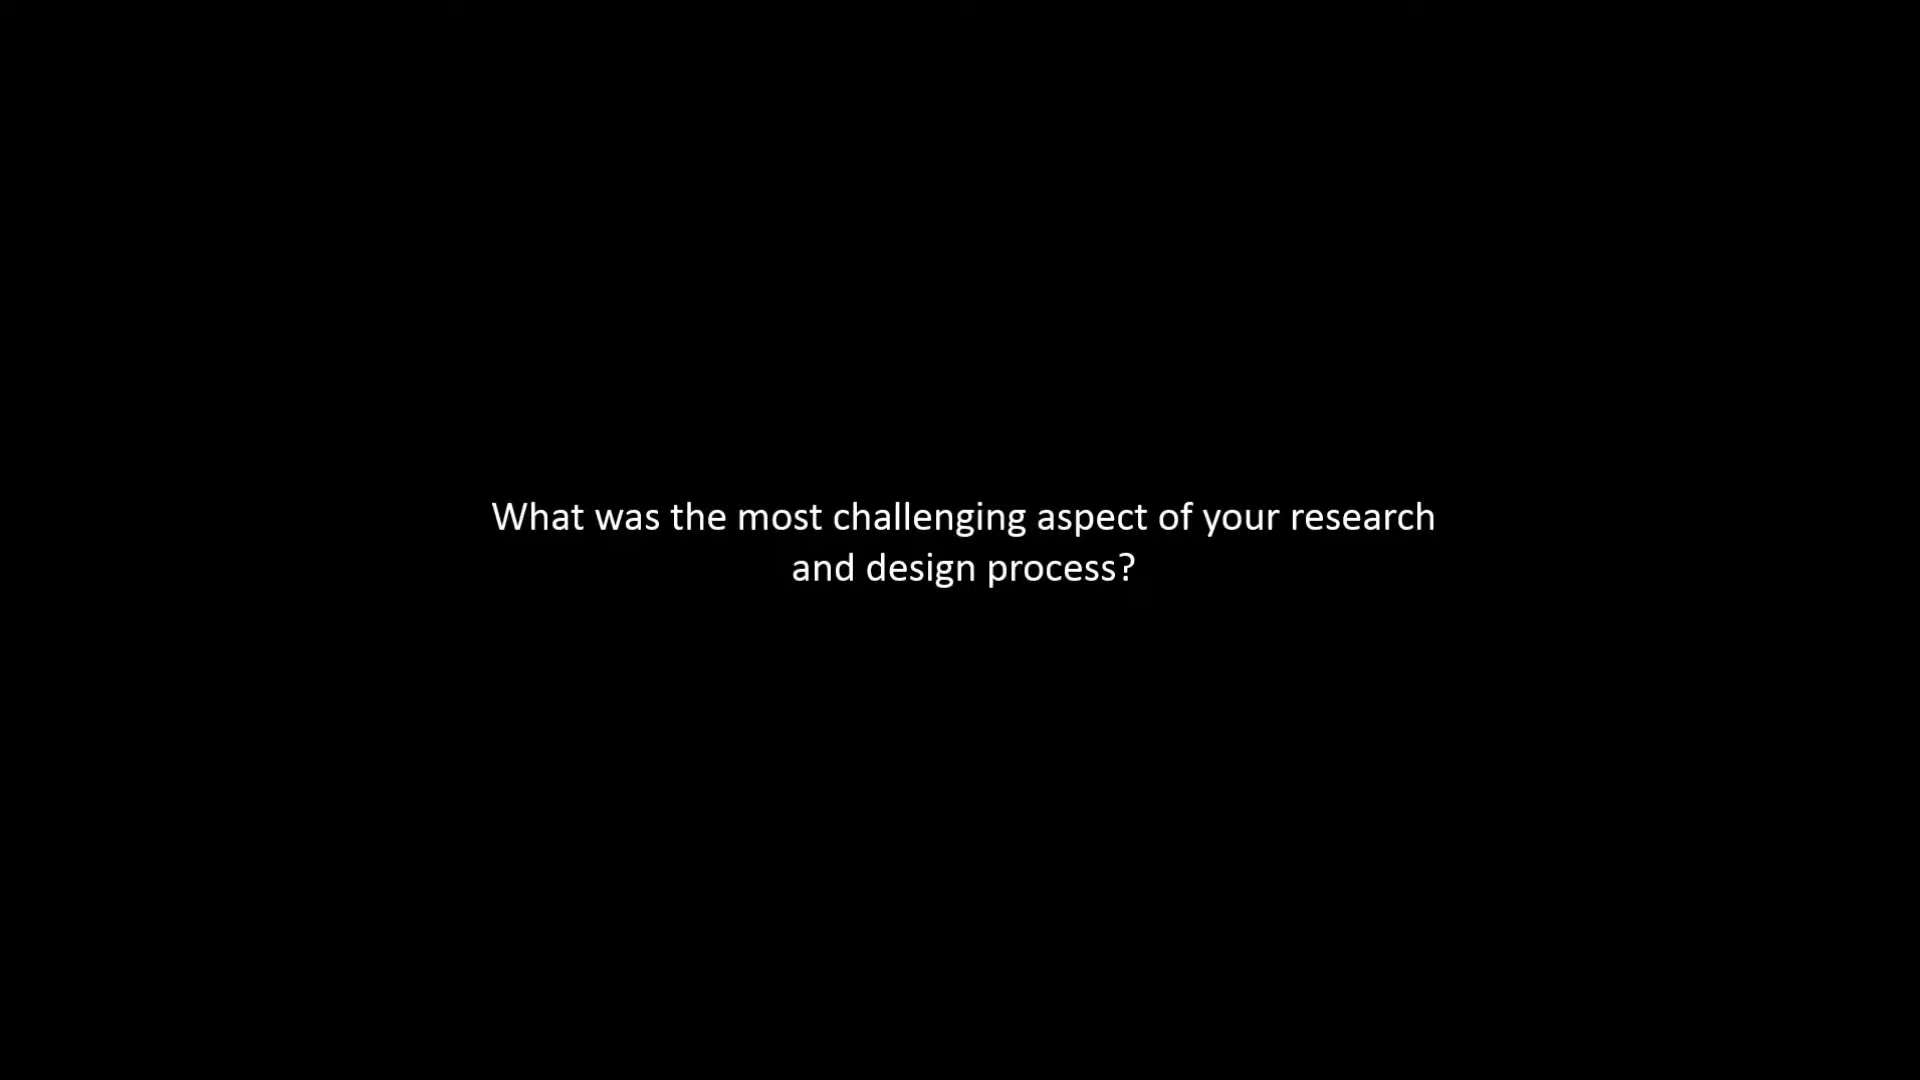 What was the most challenging aspect of your research
and design process?